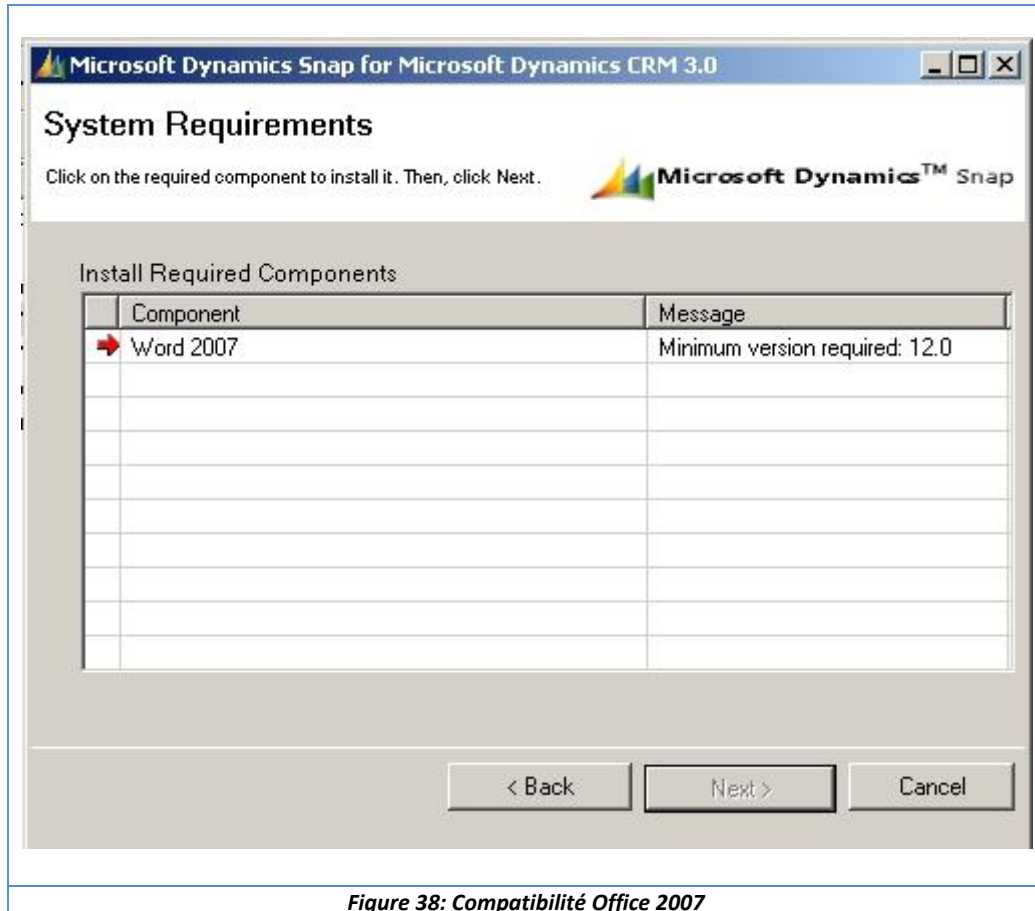 Microsoft Dynamics Snap for Microsoft Dynamics CRM 3.0
System Requirements
Click on the required component to install it. Then, click Next.
Microsoft Dynamics™ Snap
Install Required Components
Component Message
Word 2007 Minimum version required: 12.0
< Back Next > Cancel
Figure 38: Compatibilité Office 2007